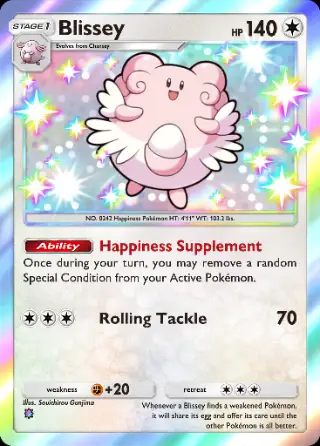 STAGE 1
Blissey
HP 140
Evolves from Chansey
NO. 0242 Happiness Pokémon HT: 4'11" WT: 103.2 lbs.
Ability Happiness Supplement
Once during your turn, you may remove a random
Special Condition from your Active Pokémon.
Rolling Tackle 70
weakness +20 retreat
Illus. Souichirou Gunjima
Whenever a Blissey finds a weakened Pokémon,
it will share its egg and offer its care until the
other Pokémon is all better.